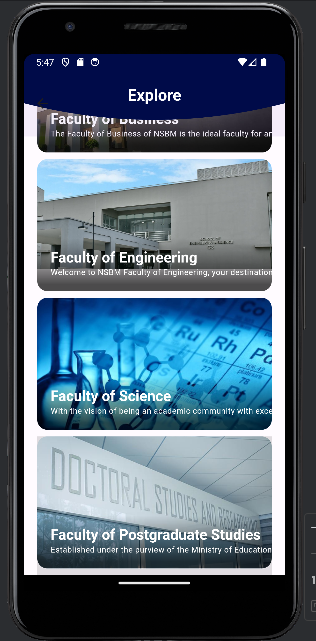 5:47
Explore
Faculty of Business
The Faculty of Business of NSBM is the ideal faculty for an
Faculty of Engineering
Welcome to NSBM Faculty of Engineering, your destination
Ru Rh Pd
Pt
77
Faculty of Science
With the vision of being an academic community with exce
DOCTORAL STUDIES AND
Faculty of Postgraduate Studies
Established under the purview of the Ministry of Education
1